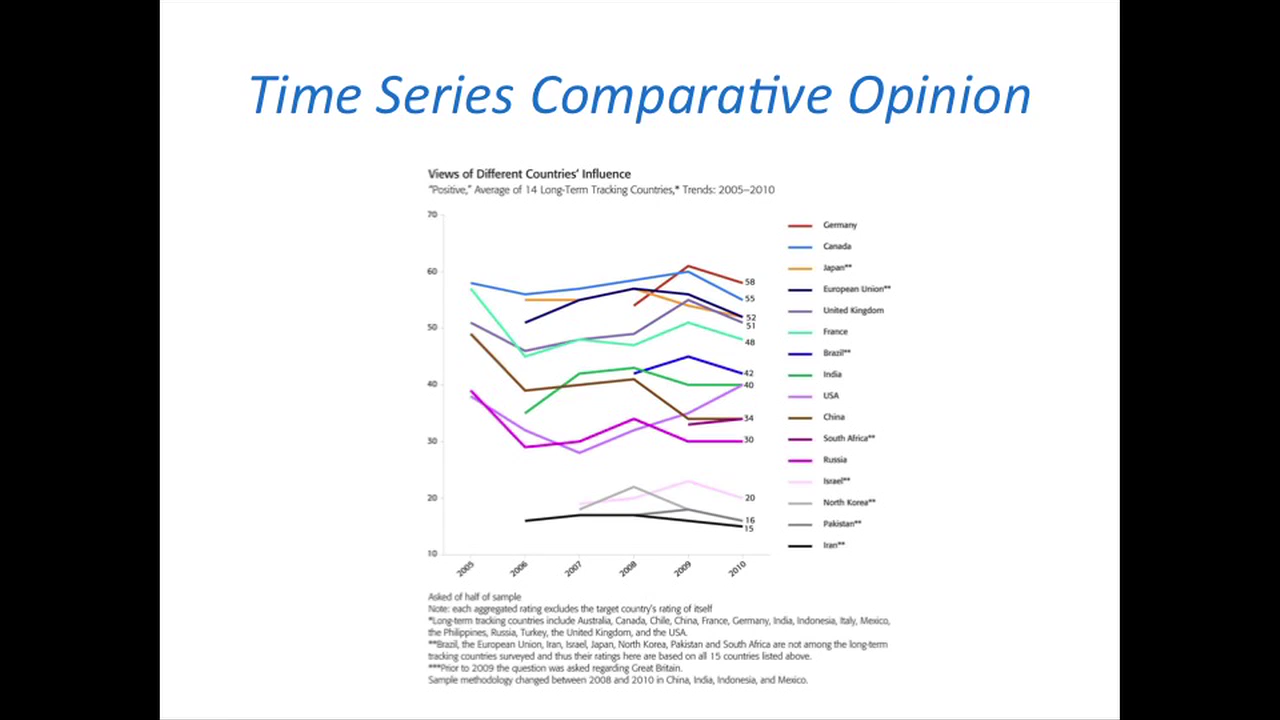 Time Series Comparative Opinion
Views of Different Countries' Influence
"Positive," Average of 14 Long-Term Tracking Countries,* Trends: 2005–2010
70
60
50
40
30
20
10
2005
2006
2007
2008
2009
2010
58
55
52
51
48
42
40
34
30
20
16
15
Germany
Canada
Japan**
European Union**
United Kingdom
France
Brazil**
India
USA
China
South Africa**
Russia
Israel**
North Korea**
Pakistan**
Iran**
Asked of half of sample
Note: each aggregated rating excludes the target country's rating of itself
*Long-term tracking countries include Australia, Canada, Chile, China, France, Germany, India, Indonesia, Italy, Mexico,
the Philippines, Russia, Turkey, the United Kingdom, and the USA.
**Brazil, the European Union, Iran, Israel, Japan, North Korea, Pakistan and South Africa are not among the long-term
tracking countries surveyed and thus their ratings here are based on all 15 countries listed above.
***Prior to 2009 the question was asked regarding Great Britain.
Sample methodology changed between 2008 and 2010 in China, India, Indonesia, and Mexico.